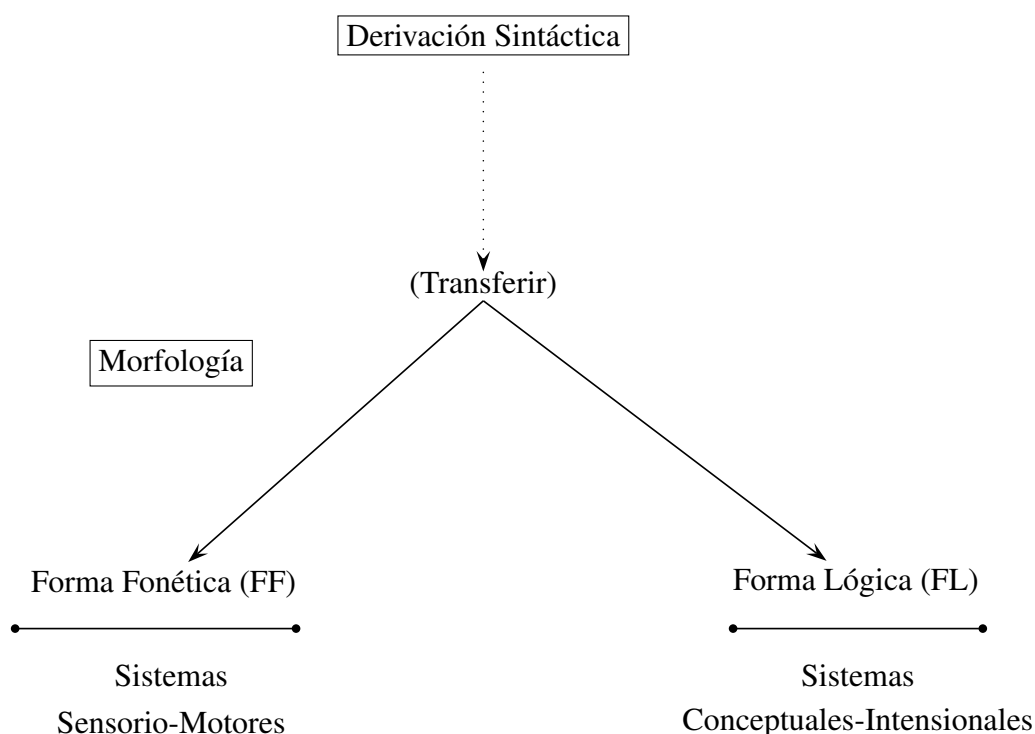 Derivación Sintáctica
(Transferir)
Morfología
Forma Fonética (FF)
Forma Lógica (FL)
Sistemas
Sensorio-Motores
Sistemas
Conceptuales-Intensionales